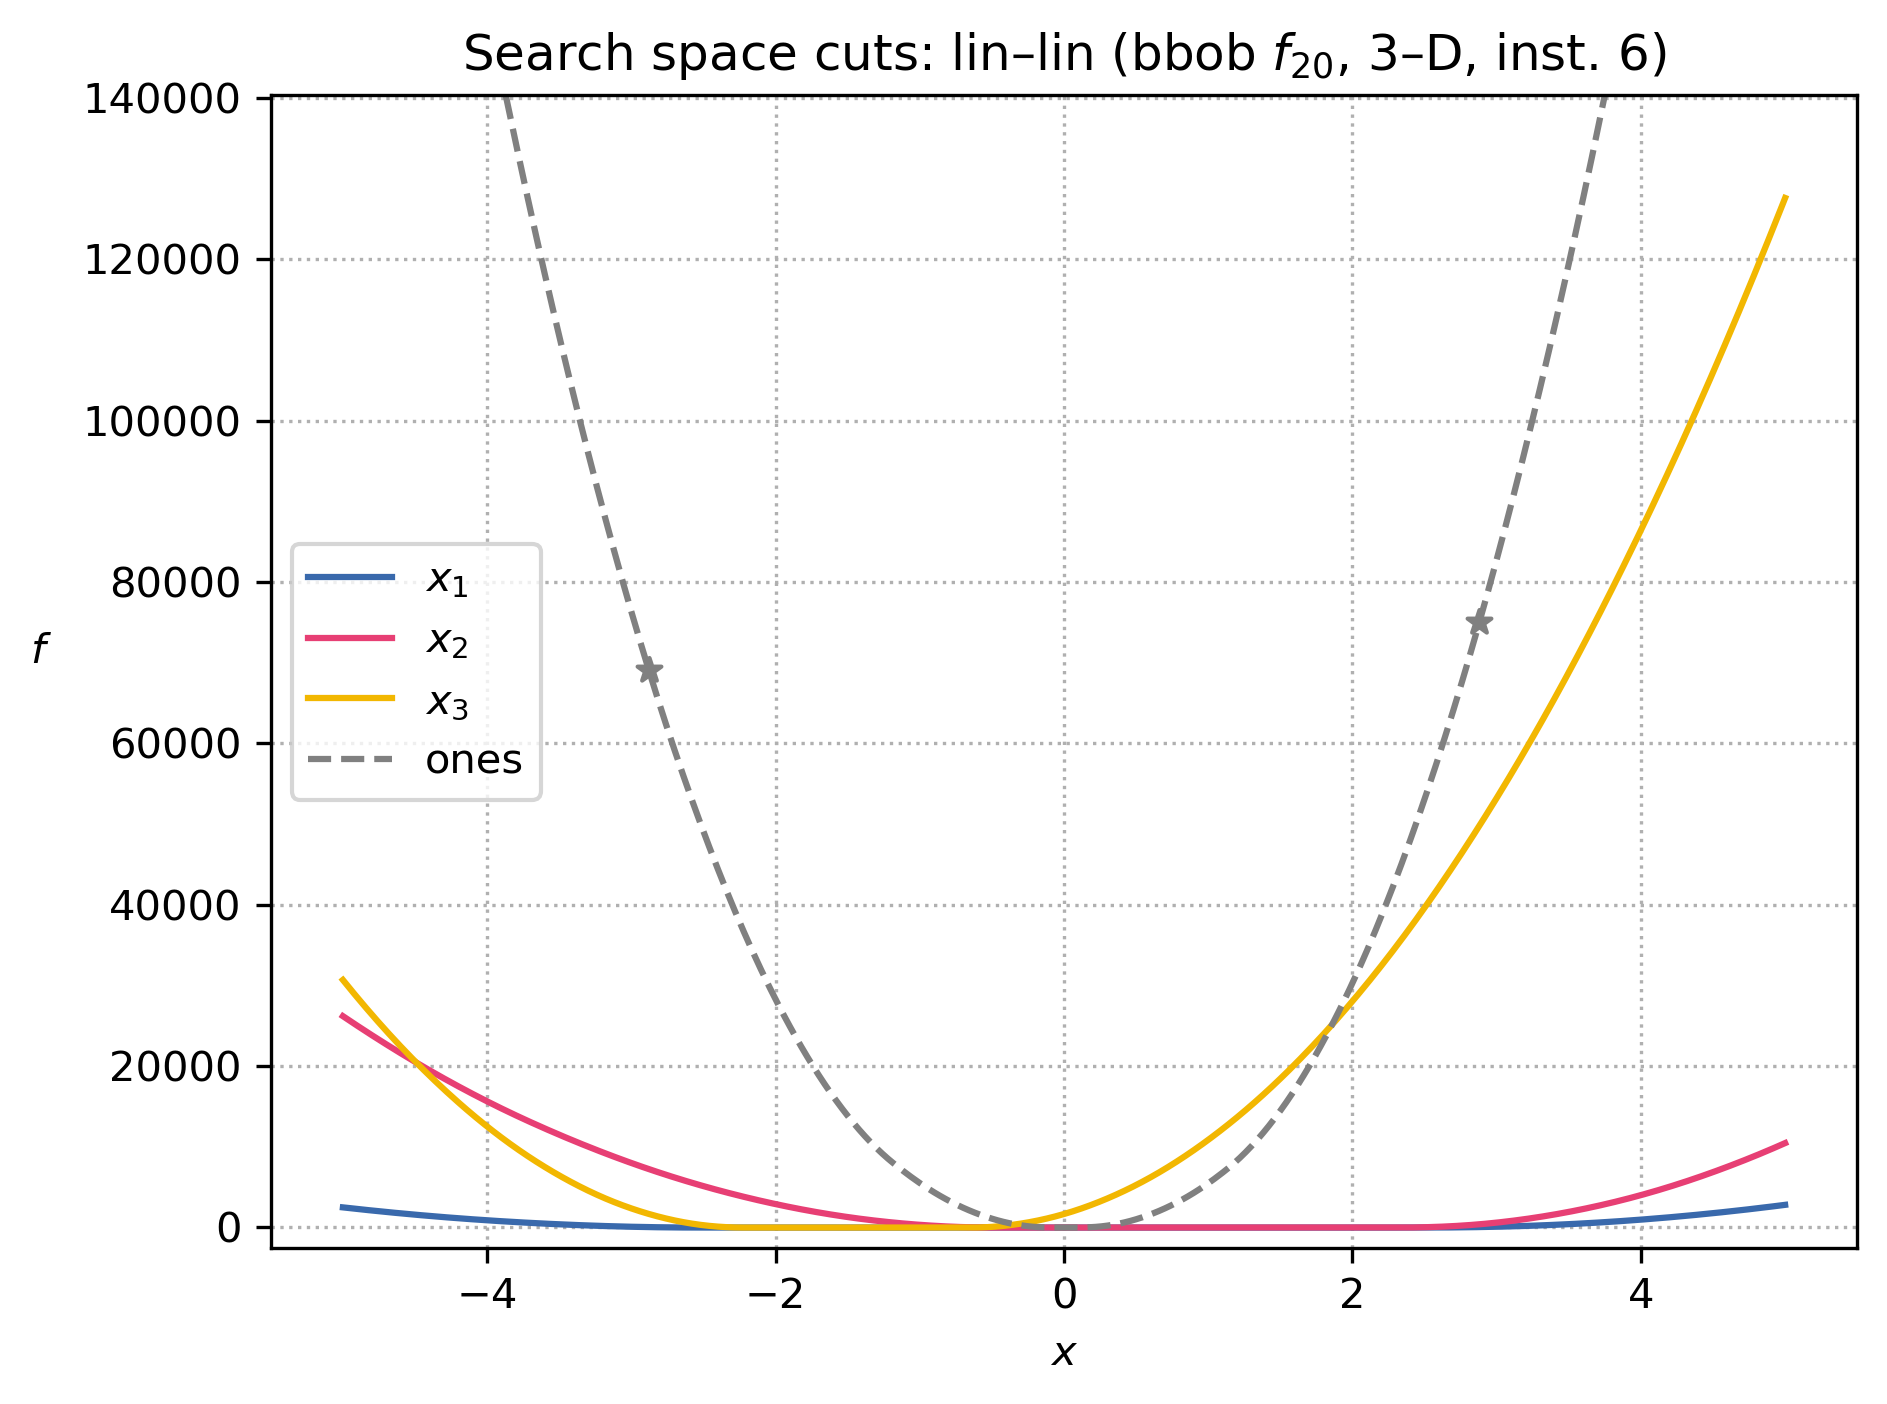 Search space cuts: lin–lin (bbob f₂₀, 3–D, inst. 6)
140000
120000
100000
80000
60000
40000
20000
0
f
x₁
x₂
x₃
ones
−4 −2 0 2 4
x